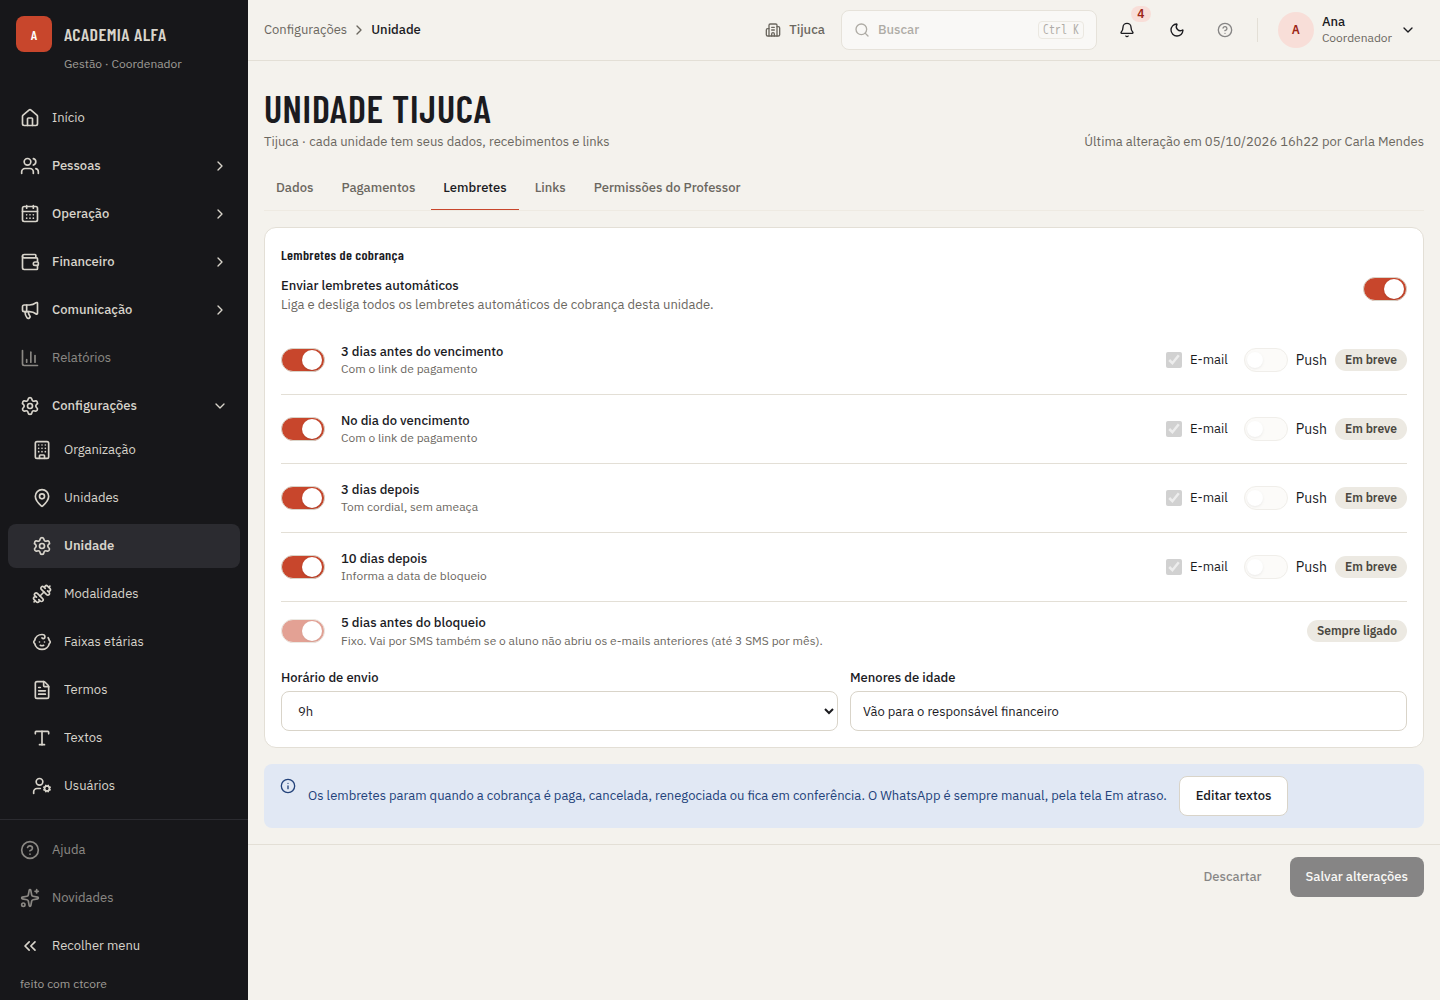 A
ACADEMIA ALFA
Gestão · Coordenador
Início
Pessoas
Operação
Financeiro
Comunicação
Relatórios
Configurações
Organização
Unidades
Unidade
Modalidades
Faixas etárias
Termos
Textos
Usuários
Ajuda
Novidades
Recolher menu
feito com ctcore
Configurações > Unidade
Tijuca
Buscar
Ctrl K
4
A
Ana
Coordenador
UNIDADE TIJUCA
Tijuca · cada unidade tem seus dados, recebimentos e links
Última alteração em 05/10/2026 16h22 por Carla Mendes
Dados
Pagamentos
Lembretes
Links
Permissões do Professor
Lembretes de cobrança
Enviar lembretes automáticos
Liga e desliga todos os lembretes automáticos de cobrança desta unidade.
3 dias antes do vencimento
Com o link de pagamento
E-mail
Push
Em breve
No dia do vencimento
Com o link de pagamento
E-mail
Push
Em breve
3 dias depois
Tom cordial, sem ameaça
E-mail
Push
Em breve
10 dias depois
Informa a data de bloqueio
E-mail
Push
Em breve
5 dias antes do bloqueio
Fixo. Vai por SMS também se o aluno não abriu os e-mails anteriores (até 3 SMS por mês).
Sempre ligado
Horário de envio
9h
Menores de idade
Vão para o responsável financeiro
Os lembretes param quando a cobrança é paga, cancelada, renegociada ou fica em conferência. O WhatsApp é sempre manual, pela tela Em atraso.
Editar textos
Descartar
Salvar alterações